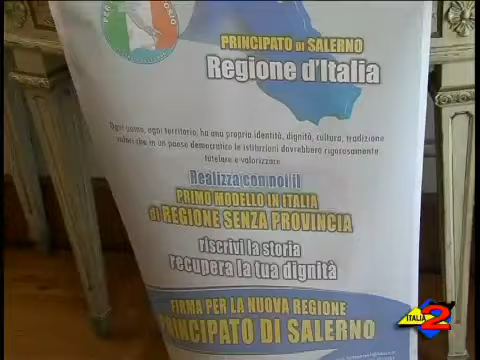 PRINCIPATO DI SALERNO
Regione d'Italia
Ogni uomo, ogni territorio, ha una propria identità, dignità, cultura, tradizione
valori che in un paese democratico le istituzioni dovrebbero rigorosamente
tutelare e valorizzare
Realizza con noi il
PRIMO MODELLO IN ITALIA
di REGIONE SENZA PROVINCIA
riscrivi la storia
recupera la tua dignità
FIRMA PER LA NUOVA REGIONE
PRINCIPATO DI SALERNO
ITALIA 2